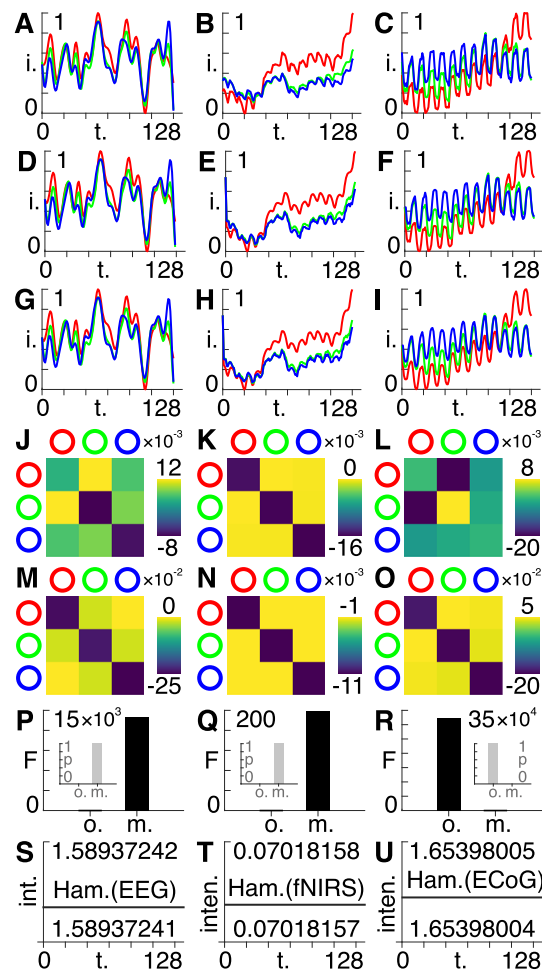 A 1 i. 0 0 t. 128
B 1 0 t. 128
C 1 0 t. 128
D 1 i. 0 0 t. 128
E 1 i. 0 0 t. 128
F 1 i. 0 0 t. 128
G 1 i. 0 0 t. 128
H 1 i. 0 0 t. 128
I 1 i. 0 0 t. 128
J ×10-3 12 -8
K ×10-3 0 -16
L ×10-3 8 -20
M ×10-2 0 -25
N ×10-3 -1 -11
O ×10-2 5 -20
P 15×103 F 0 1 p 0 o. m. o. m.
Q 200 F 0 1 p 0 o. m. o. m.
R 35×104 F 0 1 p 0 o. m. o. m.
S 1.58937242 int. Ham.(EEG) 1.58937241 0 t. 128
T 0.07018158 inten. Ham.(fNIRS) 0.07018157 0 t. 128
U 1.65398005 inten. Ham.(ECoG) 1.65398004 0 t. 128